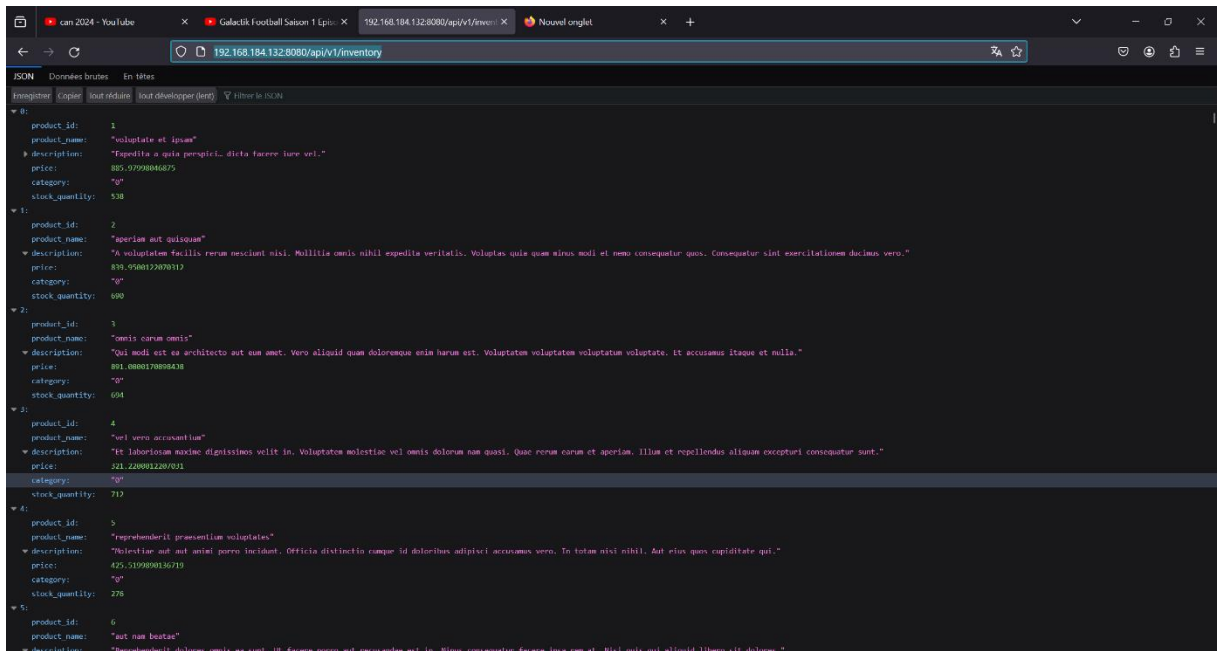 can 2024 - YouTube
Galactik Football Saison 1 Episo
192.168.184.132:8080/api/v1/invent
Nouvel onglet
192.168.184.132:8080/api/v1/inventory
JSON Données brutes En-têtes
Enregistrer Copier Tout réduire Tout développer (lent) Filtrer le JSON
0:
product_id: 1
product_name: "voluptate et ipsam"
description: "Expedita a quia perspici… dicta facere iure vel."
price: 885.97998046875
category: "0"
stock_quantity: 538
1:
product_id: 2
product_name: "aperiam aut quisquam"
description: "A voluptatem facilis rerum nesciunt nisi. Mollitia omnis nihil expedita veritatis. Voluptas quia quam minus modi et nemo consequatur quos. Consequatur sint exercitationem ducimus vero."
price: 839.9500122070312
category: "0"
stock_quantity: 690
2:
product_id: 3
product_name: "omnis earum omnis"
description: "Qui modi est ea architecto aut eum amet. Vero aliquid quam doloremque enim harum est. Voluptatem voluptatem voluptatum voluptate. Et accusamus itaque et nulla."
price: 891.0800170898438
category: "0"
stock_quantity: 694
3:
product_id: 4
product_name: "vel vero accusantium"
description: "Et laboriosam maxime dignissimos velit in. Voluptatem molestiae vel omnis dolorum nam quasi. Quae rerum earum et aperiam. Illum et repellendus aliquam excepturi consequatur sunt."
price: 321.2200012207031
category: "0"
stock_quantity: 712
4:
product_id: 5
product_name: "reprehenderit praesentium voluptates"
description: "Molestiae aut aut animi porro incidunt. Officia distinctio cumque id doloribus adipisci accusamus vero. In totam nisi nihil. Aut eius quos cupiditate qui."
price: 425.5199890136719
category: "0"
stock_quantity: 276
5:
product_id: 6
product_name: "aut nam beatae"
description: "Reprehenderit dolores omnis ea sunt.